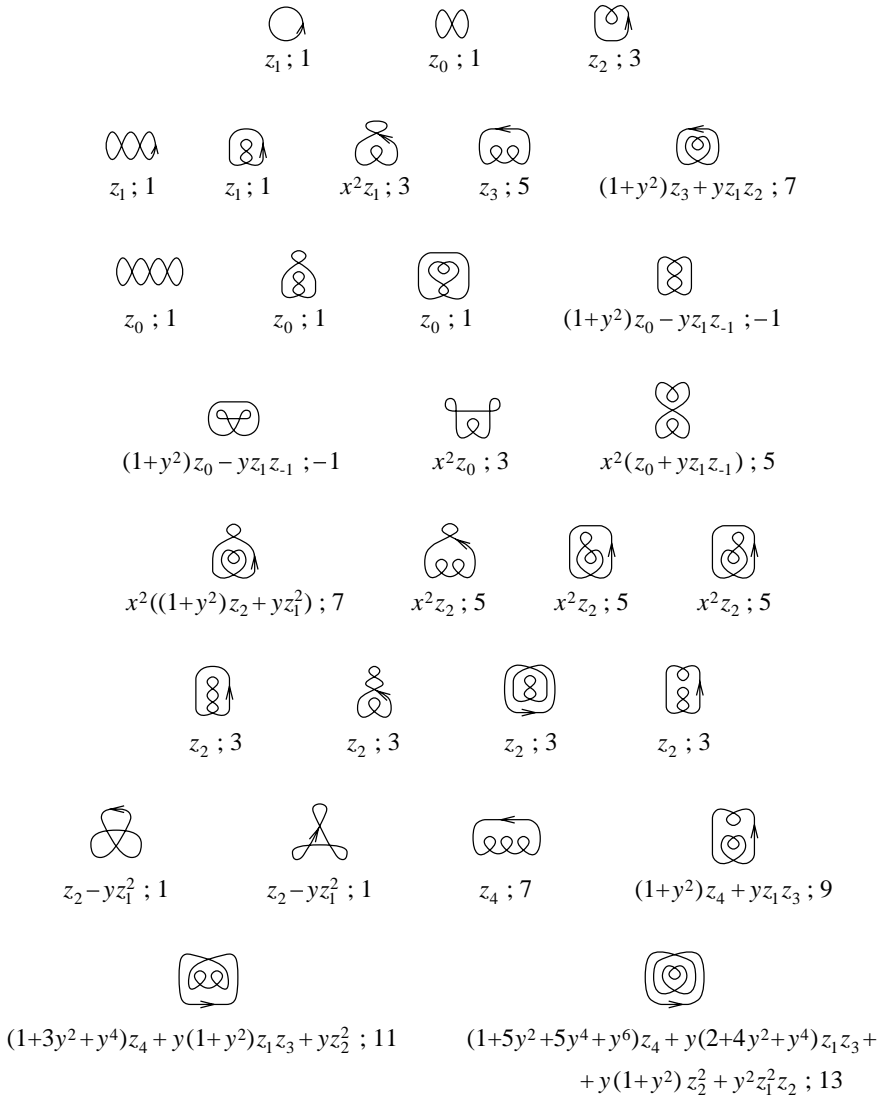 z₁ ; 1 z₀ ; 1 z₂ ; 3
z₁ ; 1 z₁ ; 1 x²z₁ ; 3 z₃ ; 5 (1+y²)z₃ + yz₁z₂ ; 7
z₀ ; 1 z₀ ; 1 z₀ ; 1 (1+y²)z₀ − yz₁z₋₁ ; −1
(1+y²)z₀ − yz₁z₋₁ ; −1 x²z₀ ; 3 x²(z₀ + yz₁z₋₁) ; 5
x²((1+y²)z₂ + yz₁²) ; 7 x²z₂ ; 5 x²z₂ ; 5 x²z₂ ; 5
z₂ ; 3 z₂ ; 3 z₂ ; 3 z₂ ; 3
z₂ − yz₁² ; 1 z₂ − yz₁² ; 1 z₄ ; 7 (1+y²)z₄ + yz₁z₃ ; 9
(1+3y²+y⁴)z₄ + y(1+y²)z₁z₃ + yz₂² ; 11 (1+5y²+5y⁴+y⁶)z₄ + y(2+4y²+y⁴)z₁z₃ +
+ y(1+y²) z₂² + y²z₁²z₂ ; 13